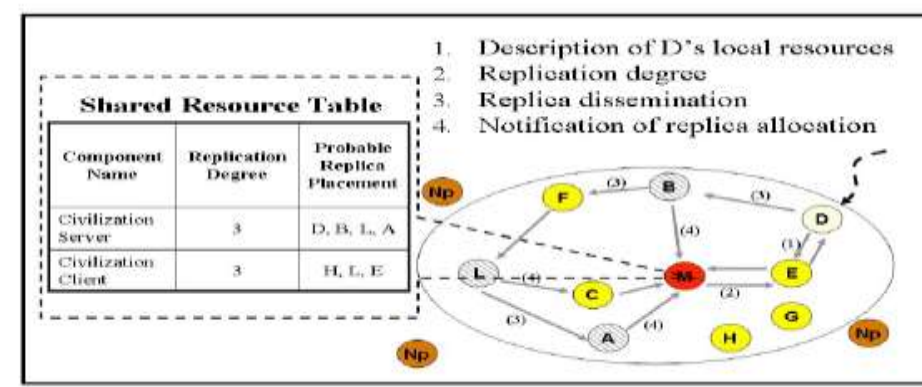 1. Description of D's local resources
2. Replication degree
3. Replica dissemination
4. Notification of replica allocation
Shared Resource Table
Component Name
Replication Degree
Probable Replica Placement
Civilization Server
3
D, B, L, A
Civilization Client
3
H, L, E
Np
F
(3)
B
(3)
D
(4)
(1)
L
(4)
C
M
(2)
E
(3)
A
(4)
H
G
Np
Np